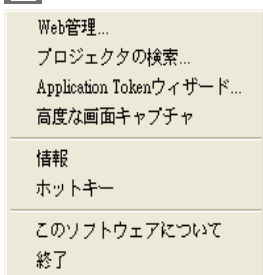 Web管理...
プロジェクタの検索...
Application Tokenウィザード...
高度な画面キャプチャ
情報
ホットキー
このソフトウェアについて
終了